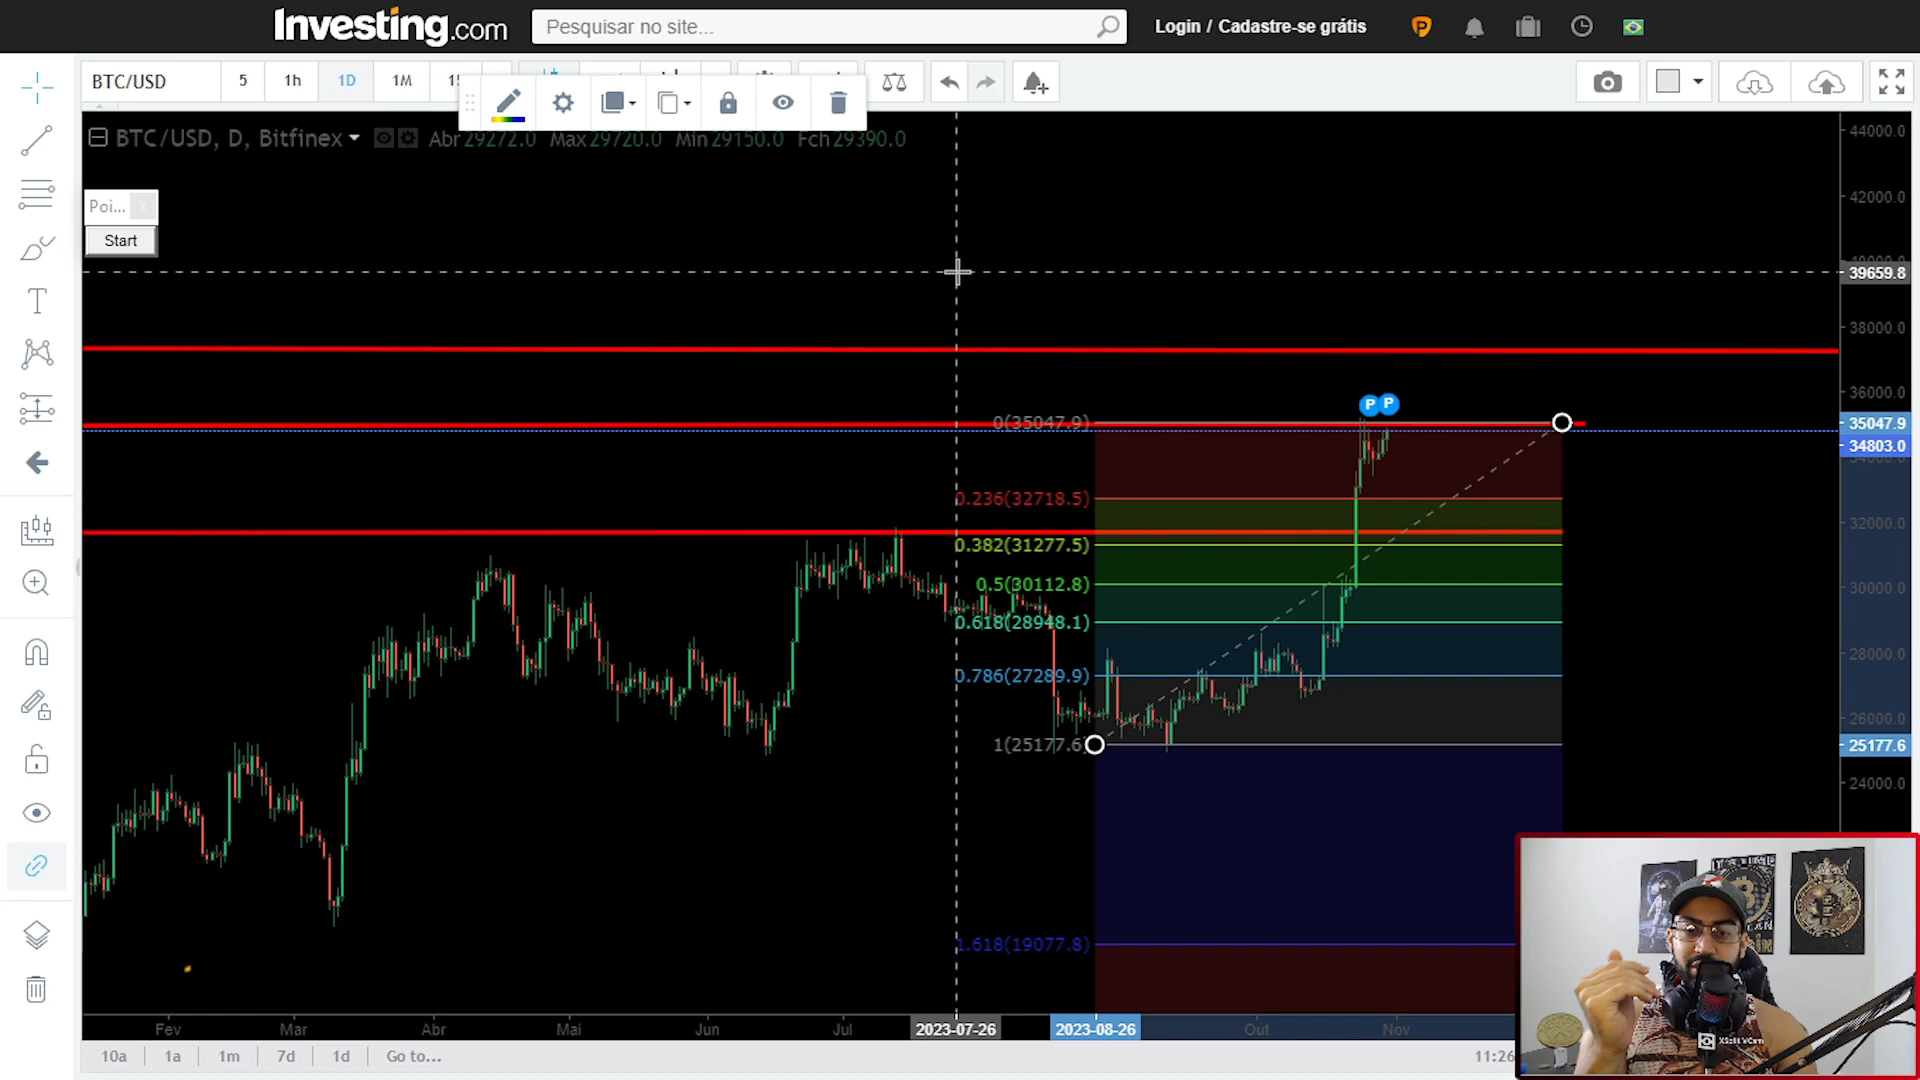 Investing.com
Pesquisar no site...
Login / Cadastre-se grátis
BTC/USD
5
1h
1D
1M
BTC/USD, D, Bitfinex
Abr 29272.0 Max 29720.0 Min 29150.0 Fch 29390.0
Poi...
x
Start
P P
0(35047.9)
0.236(32718.5)
0.382(31277.5)
0.5(30112.8)
0.618(28948.1)
0.786(27289.9)
1(25177.6)
1.618(19077.8)
44000.0
42000.0
39659.8
38000.0
36000.0
35047.9
34803.0
32000.0
30000.0
28000.0
26000.0
25177.6
24000.0
Fev
Mar
Abr
Mai
Jun
Jul
2023-07-26
2023-08-26
Out
Nov
10a
1a
1m
7d
1d
Go to...
11:26
XSplit VCam